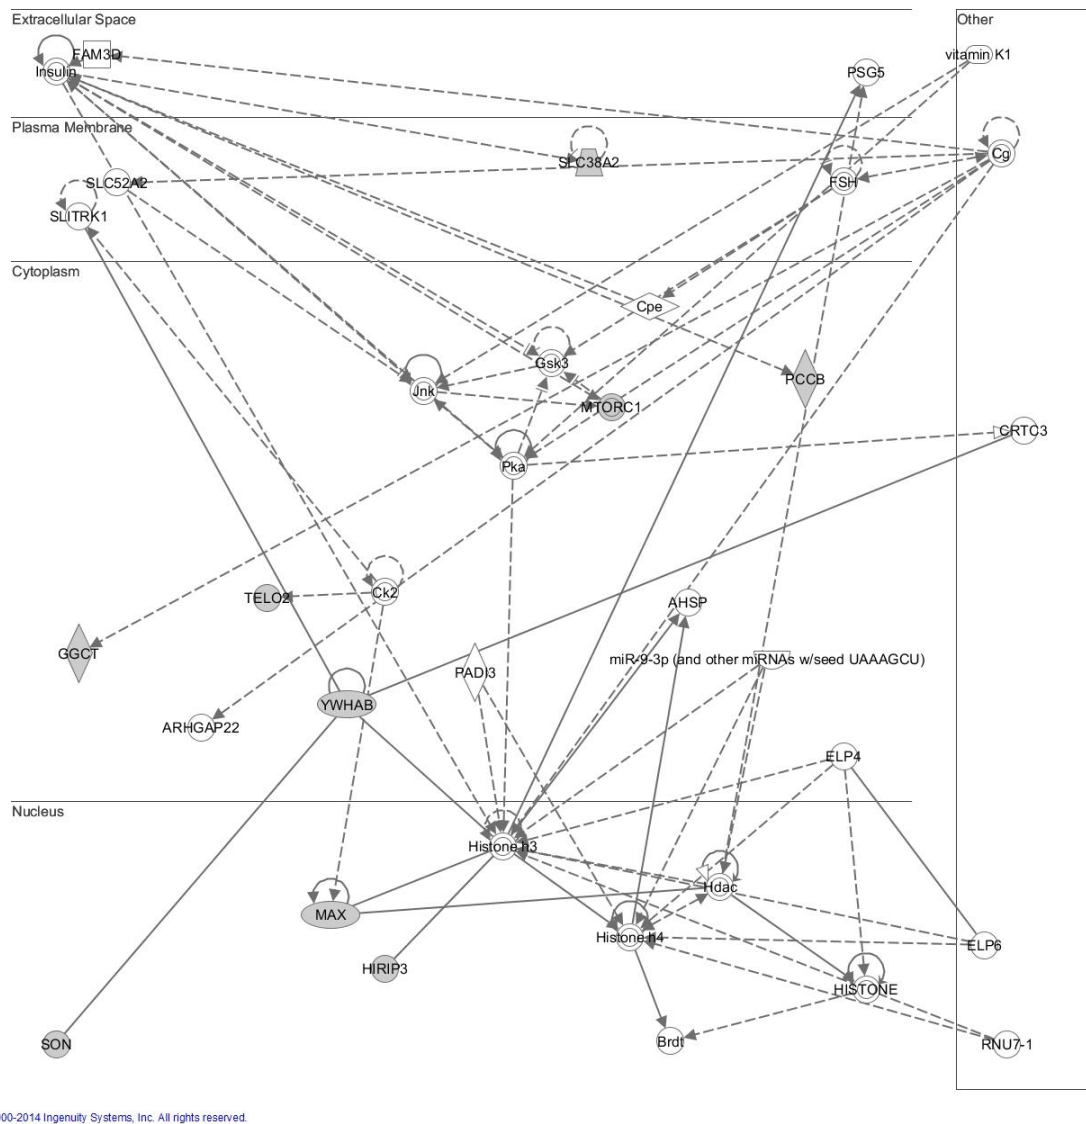 Extracellular Space
Other
FAM3D
vitamin K1
Insulin
PSG5
Plasma Membrane
Cg
SLC38A2
SLC52A2
FSH
SLITRK1
Cytoplasm
Cpe
Gsk3
PCCB
Jnk
MTORC1
CRTC3
Pka
Ck2
TELO2
AHSP
GGCT
miR-9-3p (and other miRNAs w/seed UAAAGCU)
PADI3
YWHAB
ARHGAP22
ELP4
Nucleus
Histone h3
Hdac
MAX
Histone h4
ELP6
HIRIP3
HISTONE
SON
Brdt
RNU7-1
00-2014 Ingenuity Systems, Inc. All rights reserved.